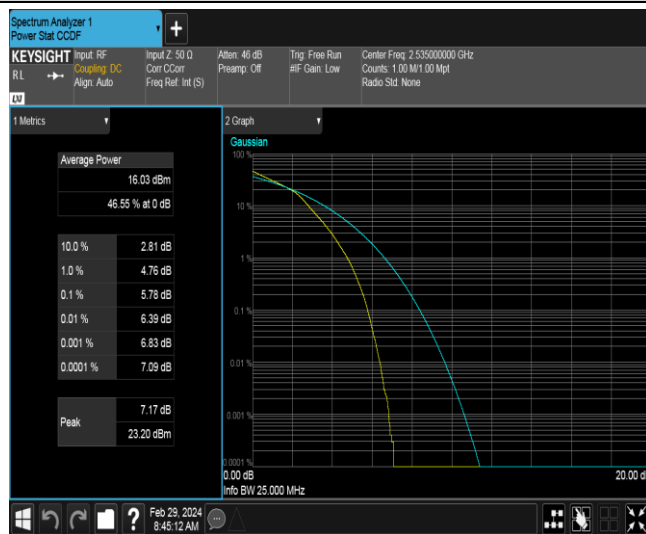 Spectrum Analyzer 1
Power Stat CCDF
+
KEYSIGHT
RL
LXI
Input: RF
Coupling: DC
Align: Auto
Input Z: 50 Ω
Corr CCorr
Freq Ref: Int (S)
Atten: 46 dB
Preamp: Off
Trig: Free Run
#IF Gain: Low
Center Freq: 2.535000000 GHz
Counts: 1.00 M/1.00 Mpt
Radio Std: None
1 Metrics
Average Power
16.03 dBm
46.55 % at 0 dB
10.0 % 2.81 dB
1.0 % 4.76 dB
0.1 % 5.78 dB
0.01 % 6.39 dB
0.001 % 6.83 dB
0.0001 % 7.09 dB
Peak
7.17 dB
23.20 dBm
2 Graph
Gaussian
100 %
10 %
1 %
0.1 %
0.01 %
0.001 %
0.0001 %
0.00 dB
20.00 d
Info BW 25.000 MHz
?
Feb 29, 2024
8:45:12 AM